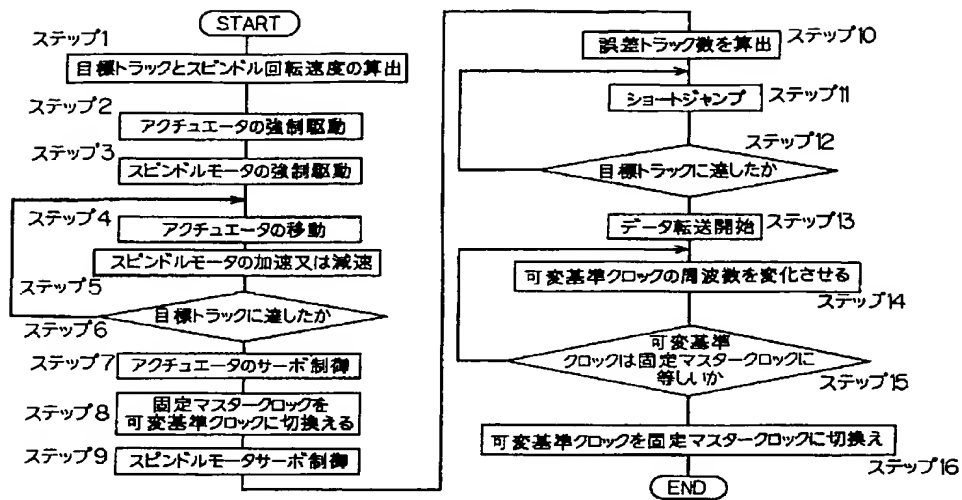 START
ステップ1
目標トラックとスピンドル回転速度の算出
ステップ2
アクチュエータの強制駆動
ステップ3
スピンドルモータの強制駆動
ステップ4
アクチュエータの移動
スピンドルモータの加速又は減速
ステップ5
目標トラックに達したか
ステップ6
ステップ7
アクチュエータのサーボ制御
ステップ8
固定マスタークロックを
可変基準クロックに切換える
ステップ9
スピンドルモータサーボ制御
誤差トラック数を算出
ステップ10
ショートジャンプ
ステップ11
ステップ12
目標トラックに達したか
データ転送開始
ステップ13
可変基準クロックの周波数を変化させる
ステップ14
可変基準
クロックは固定マスタークロックに
等しいか
ステップ15
可変基準クロックを固定マスタークロックに切換え
ステップ16
END